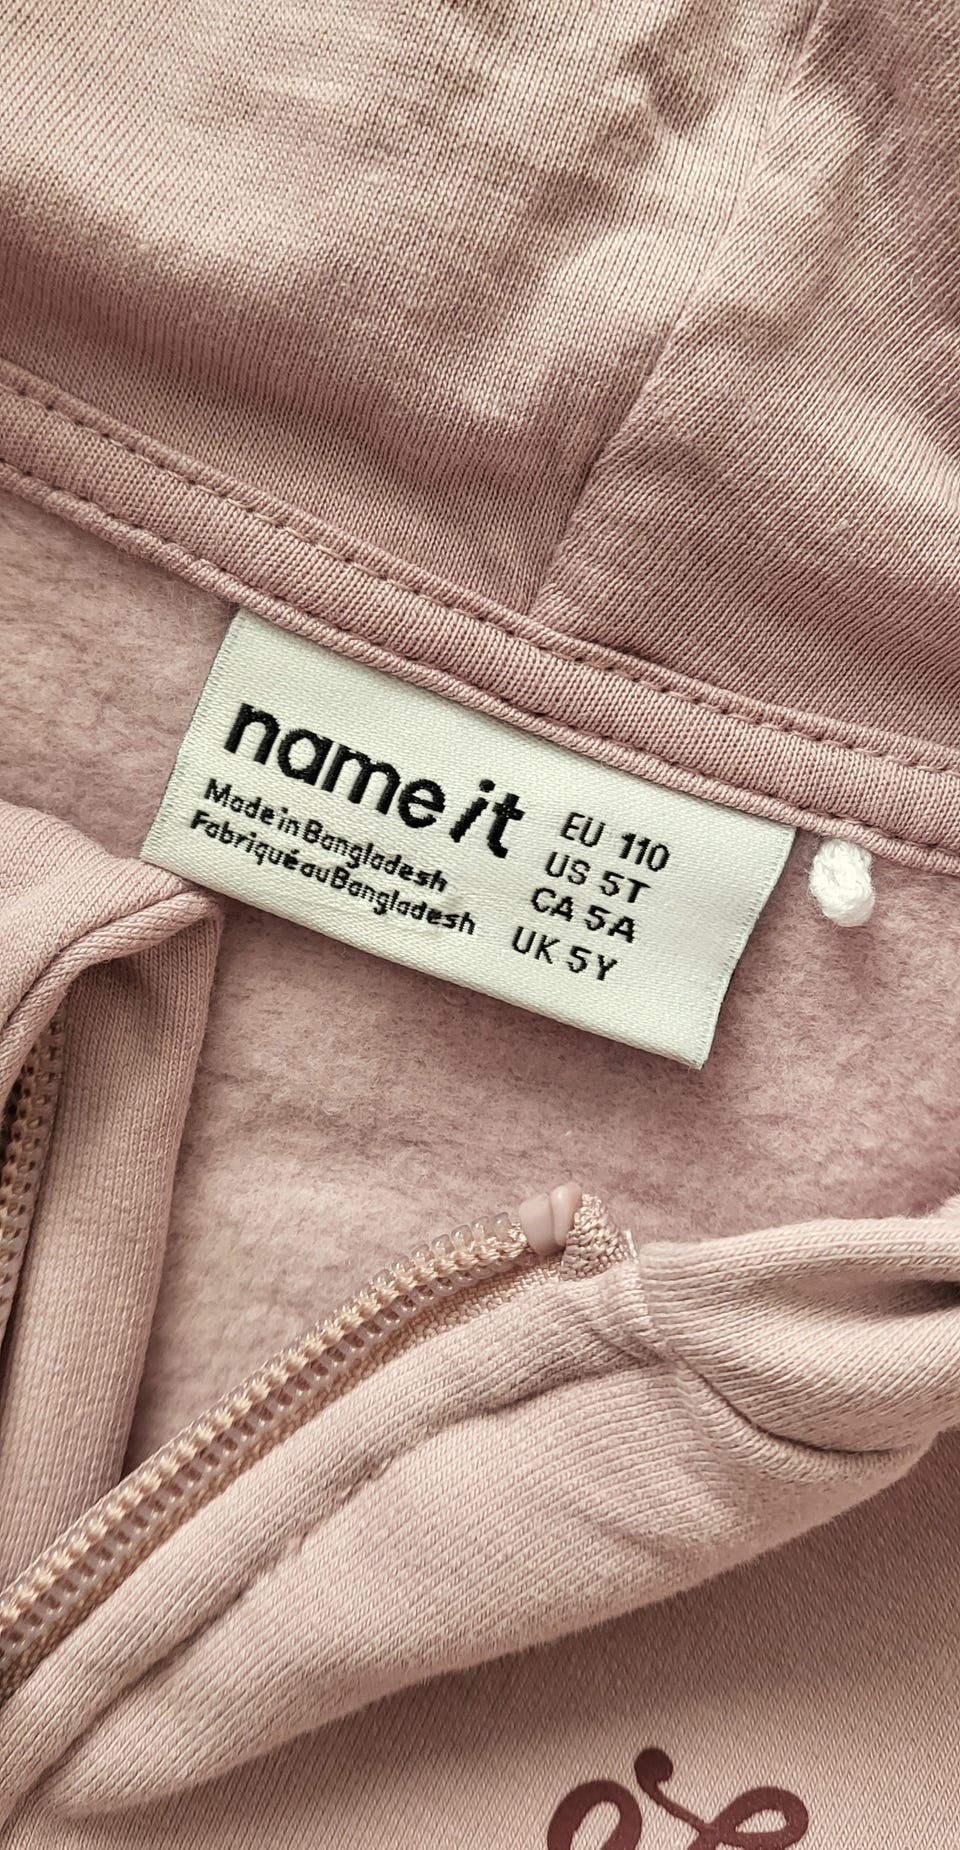 name it
Made in Bangladesh
Fabriqué au Bangladesh
EU 110
US 5T
CA 5A
UK 5Y